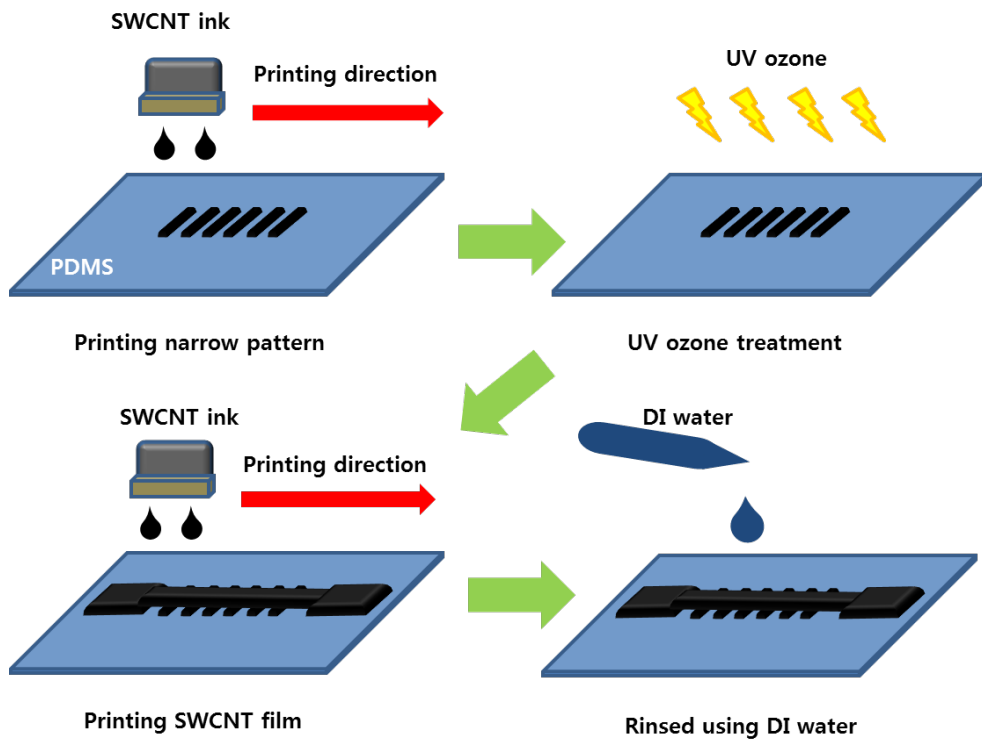 SWCNT ink
Printing direction
PDMS
Printing narrow pattern
UV ozone
UV ozone treatment
SWCNT ink
Printing direction
Printing SWCNT film
DI water
Rinsed using DI water